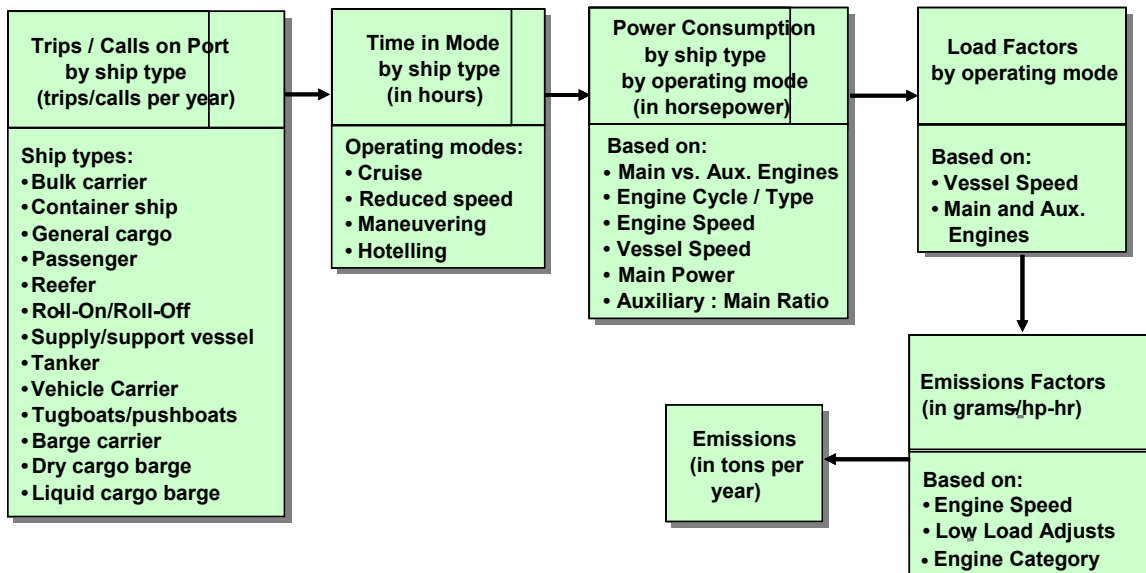 Trips / Calls on Port
by ship type
(trips/calls per year)
Ship types:
• Bulk carrier
• Container ship
• General cargo
• Passenger
• Reefer
• Roll-On/Roll-Off
• Supply/support vessel
• Tanker
• Vehicle Carrier
• Tugboats/pushboats
• Barge carrier
• Dry cargo barge
• Liquid cargo barge
Time in Mode
by ship type
(in hours)
Operating modes:
• Cruise
• Reduced speed
• Maneuvering
• Hotelling
Power Consumption
by ship type
by operating mode
(in horsepower)
Based on:
• Main vs. Aux. Engines
• Engine Cycle / Type
• Engine Speed
• Vessel Speed
• Main Power
• Auxiliary : Main Ratio
Load Factors
by operating mode
Based on:
• Vessel Speed
• Main and Aux.
Engines
Emissions Factors
(in grams/hp-hr)
Based on:
• Engine Speed
• Low Load Adjusts
• Engine Category
Emissions
(in tons per
year)